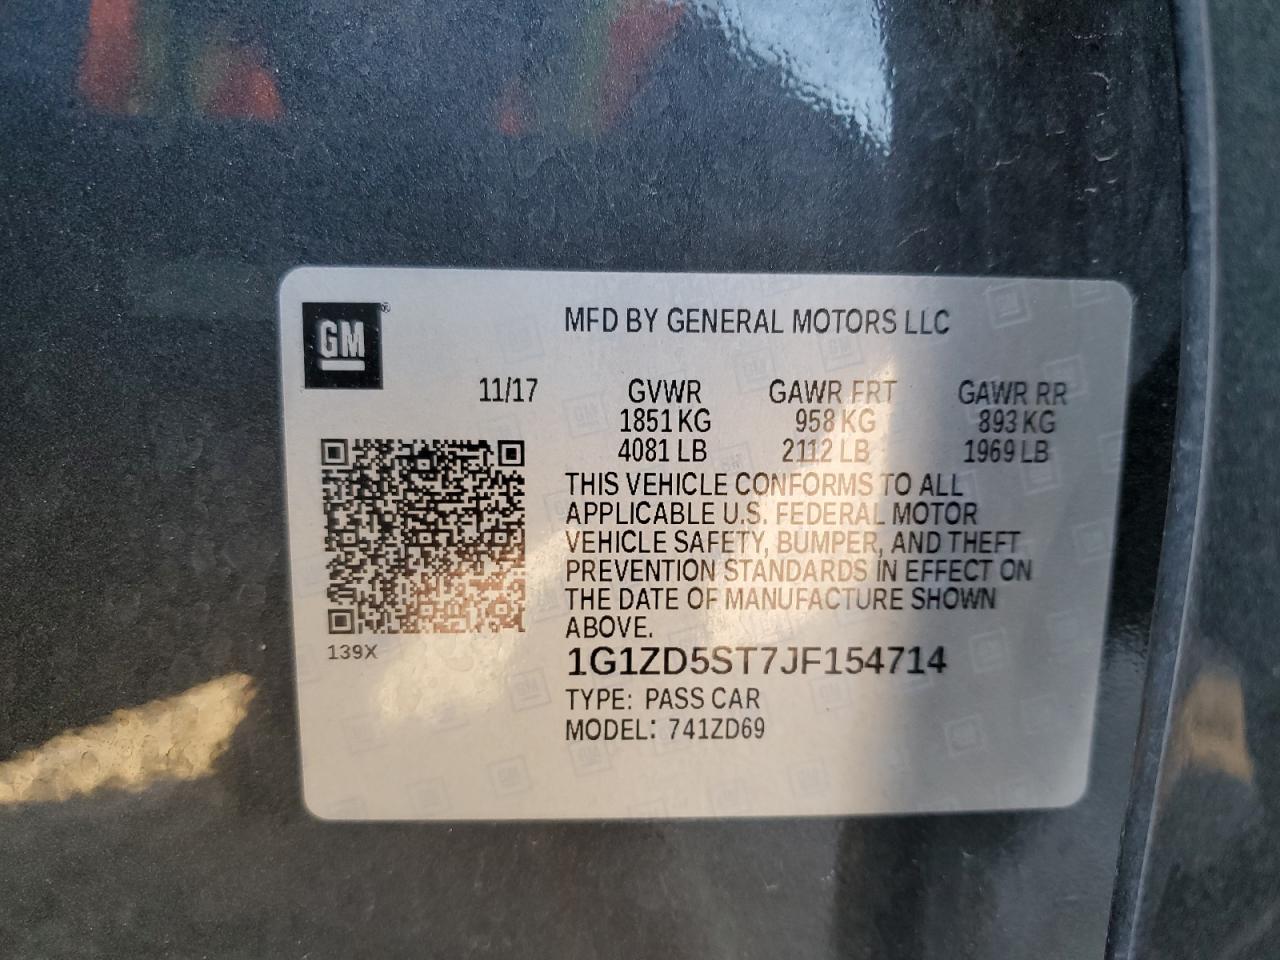 GM®
MFD BY GENERAL MOTORS LLC
11/17 GVWR GAWR FRT GAWR RR
1851 KG 958 KG 893 KG
4081 LB 2112 LB 1969 LB
THIS VEHICLE CONFORMS TO ALL
APPLICABLE U.S. FEDERAL MOTOR
VEHICLE SAFETY, BUMPER, AND THEFT
PREVENTION STANDARDS IN EFFECT ON
THE DATE OF MANUFACTURE SHOWN
ABOVE.
139X
1G1ZD5ST7JF154714
TYPE: PASS CAR
MODEL: 741ZD69